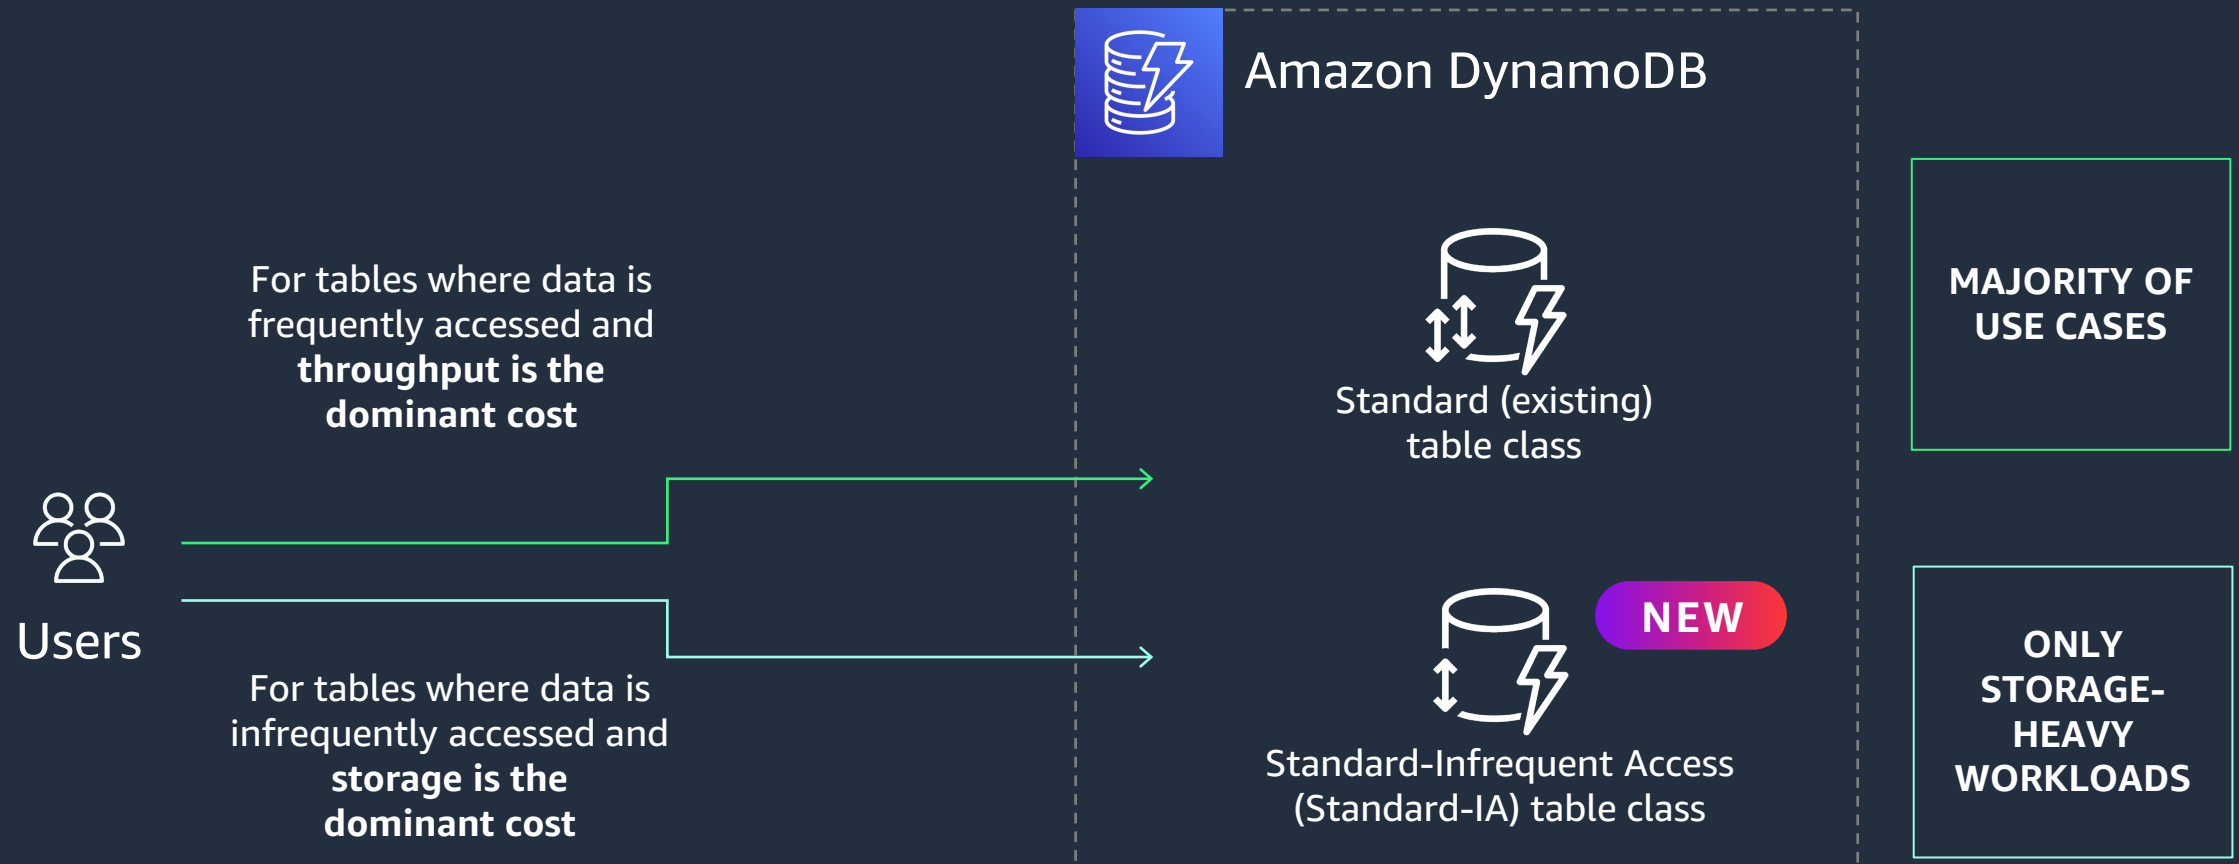 Amazon DynamoDB
For tables where data is
frequently accessed and
throughput is the
dominant cost
Standard (existing)
table class
MAJORITY OF
USE CASES
Users
For tables where data is
infrequently accessed and
storage is the
dominant cost
NEW
Standard-Infrequent Access
(Standard-IA) table class
ONLY
STORAGE-
HEAVY
WORKLOADS